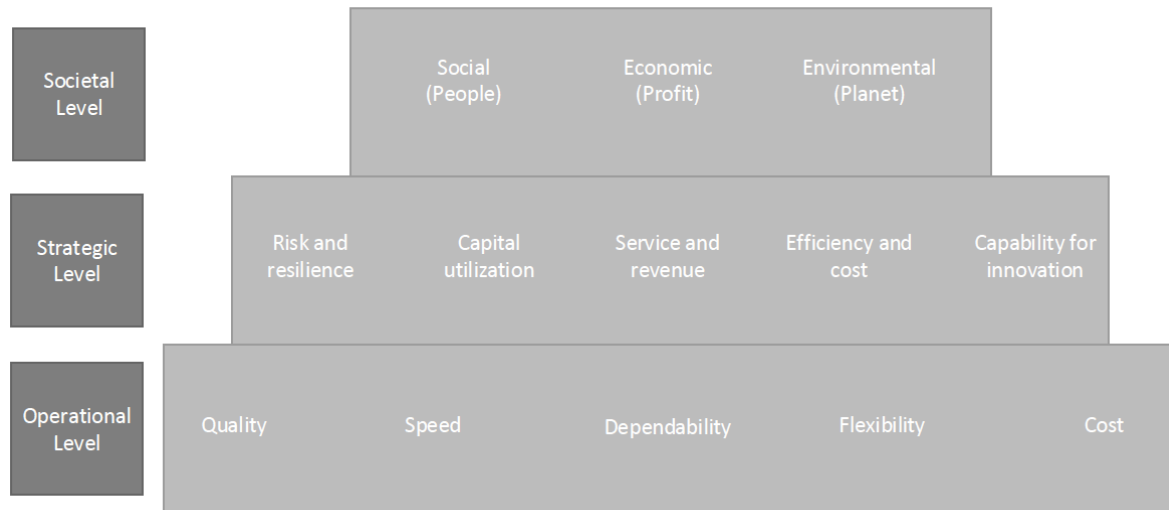 Societal
Level
Social
(People)
Economic
(Profit)
Environmental
(Planet)
Strategic
Level
Risk and
resilience
Capital
utilization
Service and
revenue
Efficiency and
cost
Capability for
innovation
Operational
Level
Quality
Speed
Dependability
Flexibility
Cost